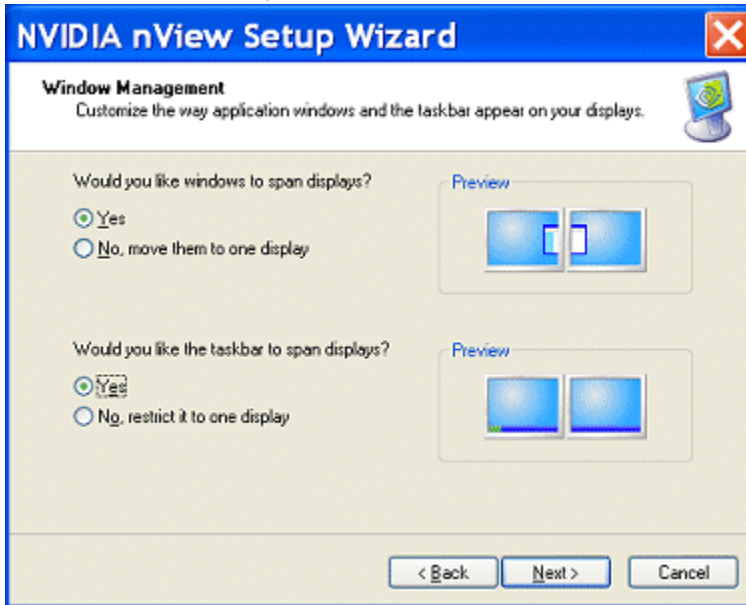 NVIDIA nView Setup Wizard
Window Management
Customize the way application windows and the taskbar appear on your displays.
Would you like windows to span displays?
Preview
Yes
No, move them to one display
Would you like the taskbar to span displays?
Preview
Yes
No, restrict it to one display
< Back
Next >
Cancel